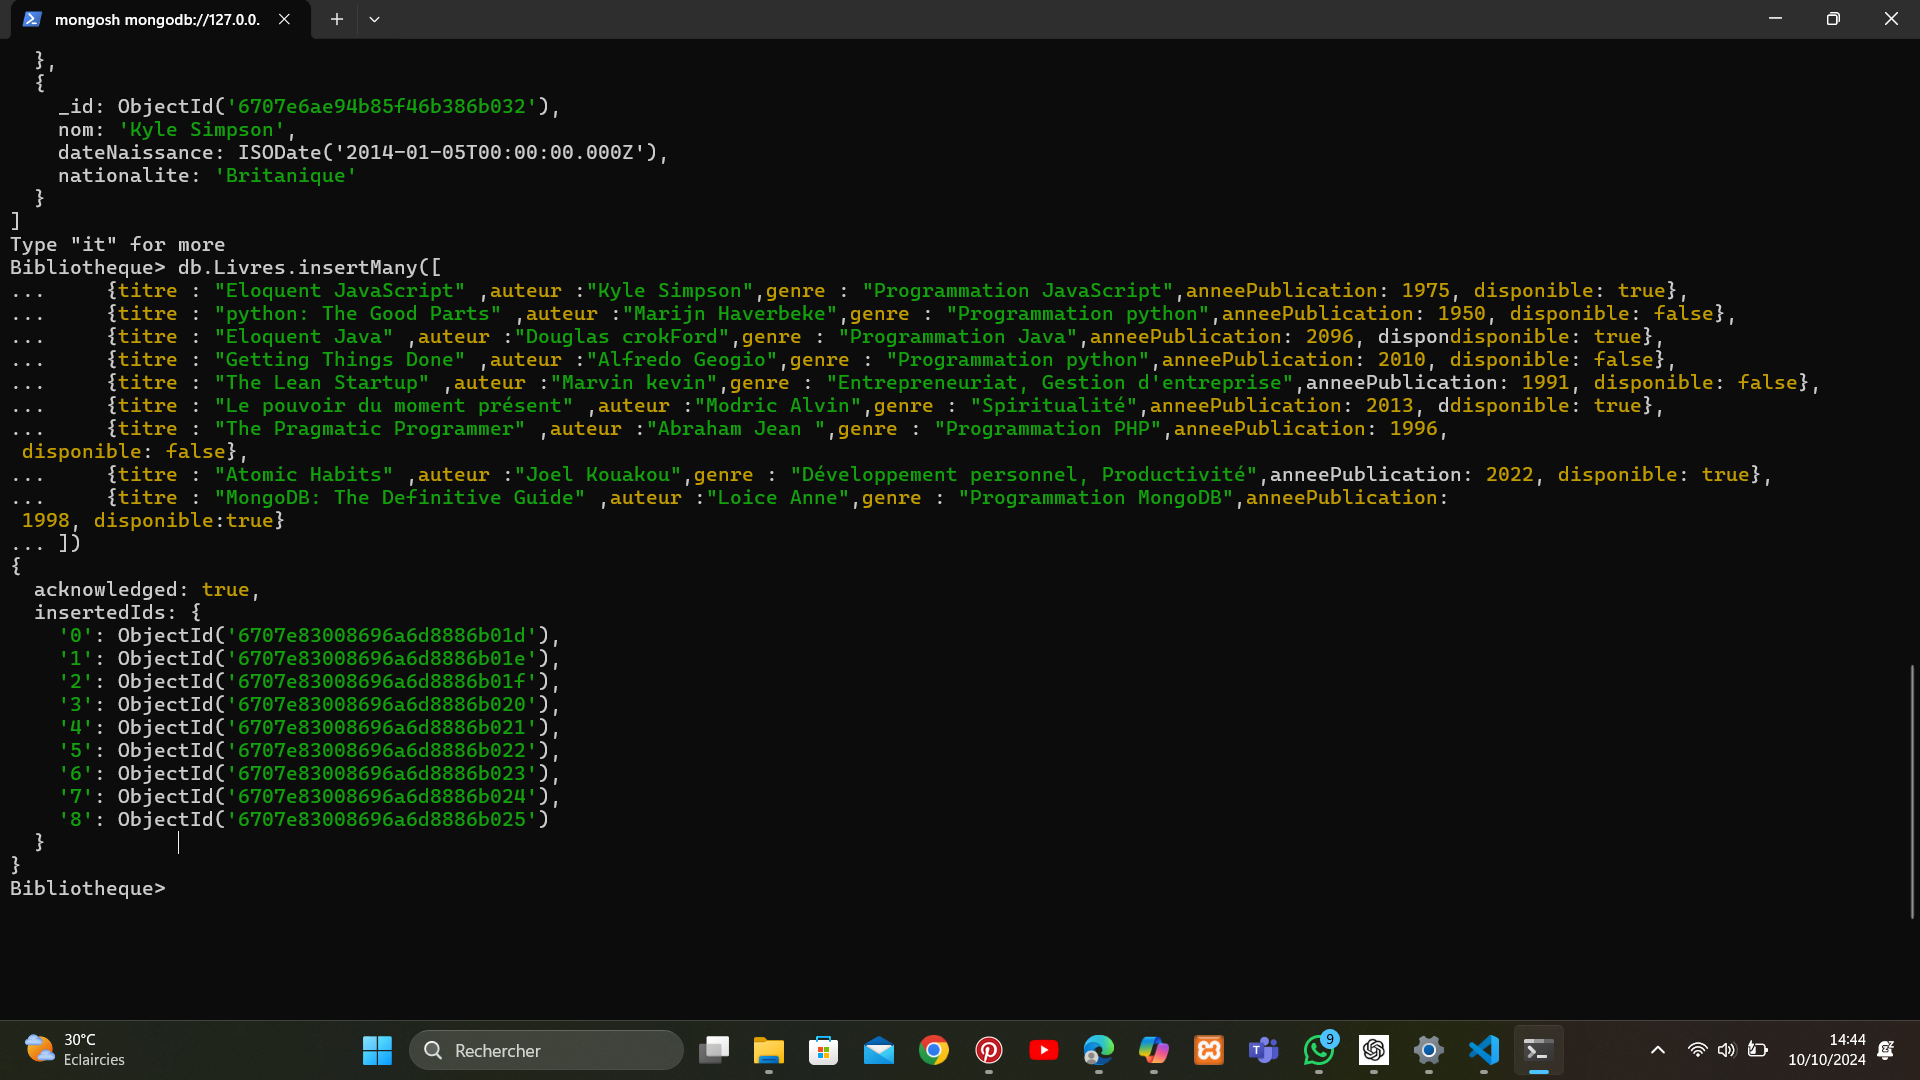 mongosh mongodb://127.0.0.
},
{
_id: ObjectId('6707e6ae94b85f46b386b032'),
nom: 'Kyle Simpson',
dateNaissance: ISODate('2014-01-05T00:00:00.000Z'),
nationalite: 'Britanique'
}
]
Type "it" for more
Bibliotheque> db.Livres.insertMany([
... {titre : "Eloquent JavaScript" ,auteur :"Kyle Simpson",genre : "Programmation JavaScript",anneePublication: 1975, disponible: true},
... {titre : "python: The Good Parts" ,auteur :"Marijn Haverbeke",genre : "Programmation python",anneePublication: 1950, disponible: false},
... {titre : "Eloquent Java" ,auteur :"Douglas crokFord",genre : "Programmation Java",anneePublication: 2096, dispondisponible: true},
... {titre : "Getting Things Done" ,auteur :"Alfredo Geogio",genre : "Programmation python",anneePublication: 2010, disponible: false},
... {titre : "The Lean Startup" ,auteur :"Marvin kevin",genre : "Entrepreneuriat, Gestion d'entreprise",anneePublication: 1991, disponible: false},
... {titre : "Le pouvoir du moment présent" ,auteur :"Modric Alvin",genre : "Spiritualité",anneePublication: 2013, ddisponible: true},
... {titre : "The Pragmatic Programmer" ,auteur :"Abraham Jean ",genre : "Programmation PHP",anneePublication: 1996,
disponible: false},
... {titre : "Atomic Habits" ,auteur :"Joel Kouakou",genre : "Développement personnel, Productivité",anneePublication: 2022, disponible: true},
... {titre : "MongoDB: The Definitive Guide" ,auteur :"Loice Anne",genre : "Programmation MongoDB",anneePublication:
1998, disponible:true}
... ])
{
acknowledged: true,
insertedIds: {
'0': ObjectId('6707e83008696a6d8886b01d'),
'1': ObjectId('6707e83008696a6d8886b01e'),
'2': ObjectId('6707e83008696a6d8886b01f'),
'3': ObjectId('6707e83008696a6d8886b020'),
'4': ObjectId('6707e83008696a6d8886b021'),
'5': ObjectId('6707e83008696a6d8886b022'),
'6': ObjectId('6707e83008696a6d8886b023'),
'7': ObjectId('6707e83008696a6d8886b024'),
'8': ObjectId('6707e83008696a6d8886b025')
}
}
Bibliotheque>
30°C
Eclaircies
Rechercher
9
14:44
10/10/2024